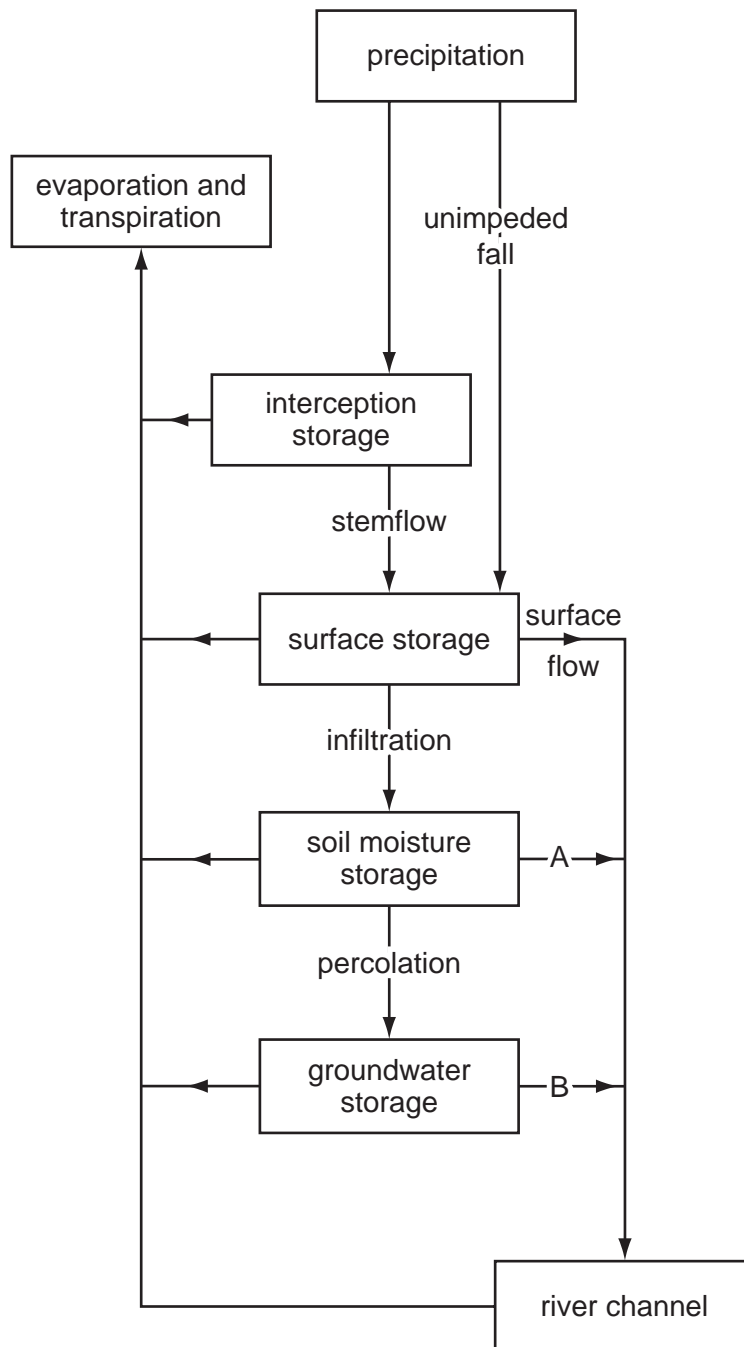 precipitation
evaporation and
transpiration
unimpeded
fall
interception
storage
stemflow
surface storage
surface
flow
infiltration
soil moisture
storage
A
percolation
groundwater
storage
B
river channel